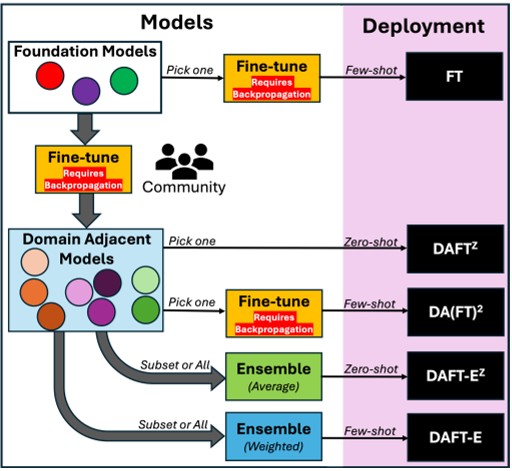 Models
Deployment
Foundation Models
Pick one
Fine-tune
Requires
Backpropagation
Few-shot
FT
Fine-tune
Requires
Backpropagation
Community
Domain Adjacent
Models
Pick one
Zero-shot
DAFTᶻ
Pick one
Fine-tune
Requires
Backpropagation
Few-shot
DA(FT)²
Subset or All
Ensemble
(Average)
Zero-shot
DAFT-Eᶻ
Subset or All
Ensemble
(Weighted)
Few-shot
DAFT-E